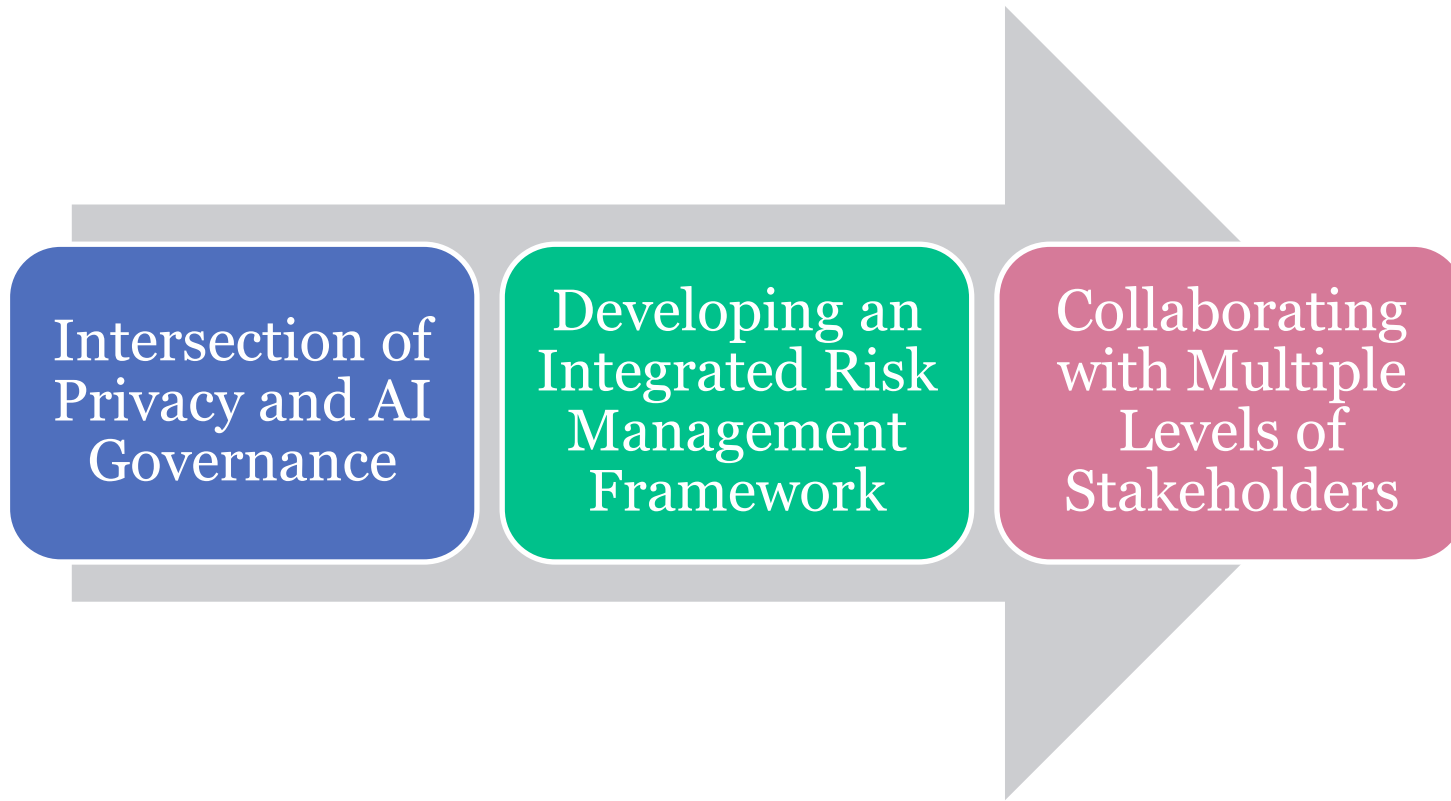 Intersection of
Privacy and AI
Governance
Developing an
Integrated Risk
Management
Framework
Collaborating
with Multiple
Levels of
Stakeholders